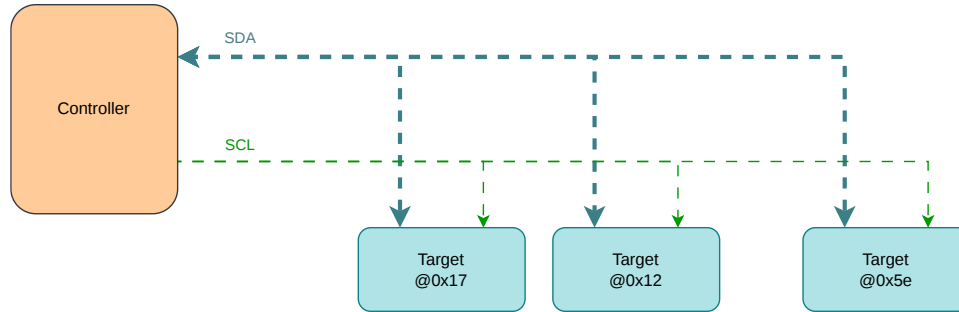 SDA
Controller
SCL
Target
@0x17
Target
@0x12
Target
@0x5e